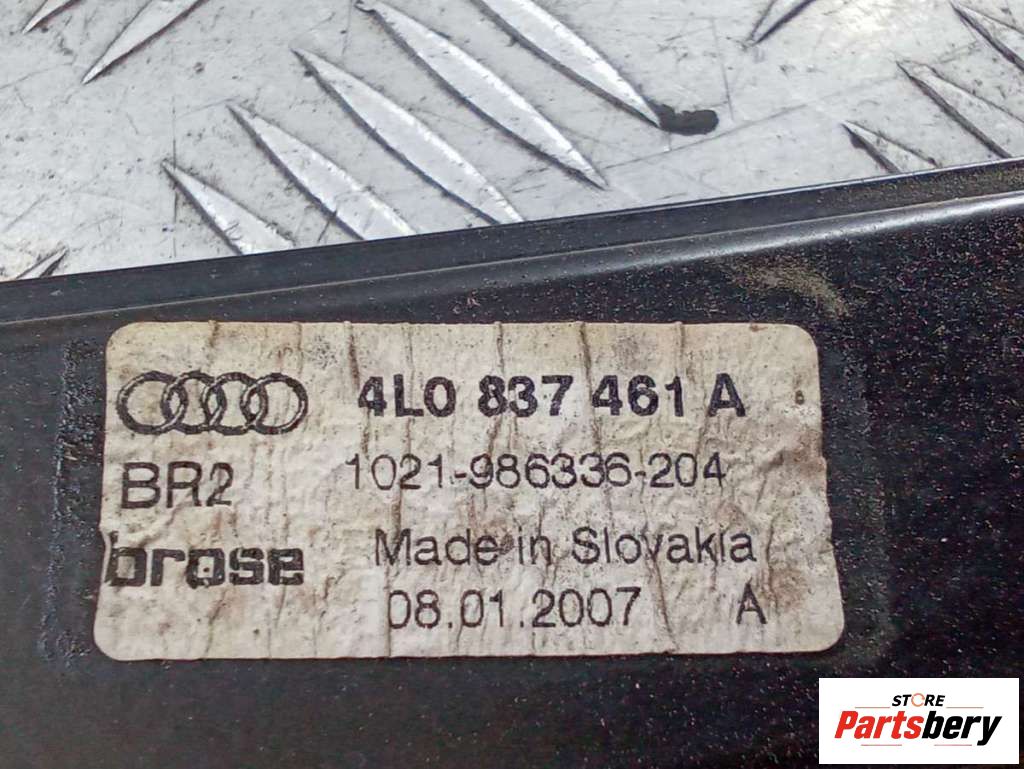 4L0 837 461 A
BR2 1021-986336-204
brose Made in Slovakia
08.01.2007 A
STORE
Partsbery